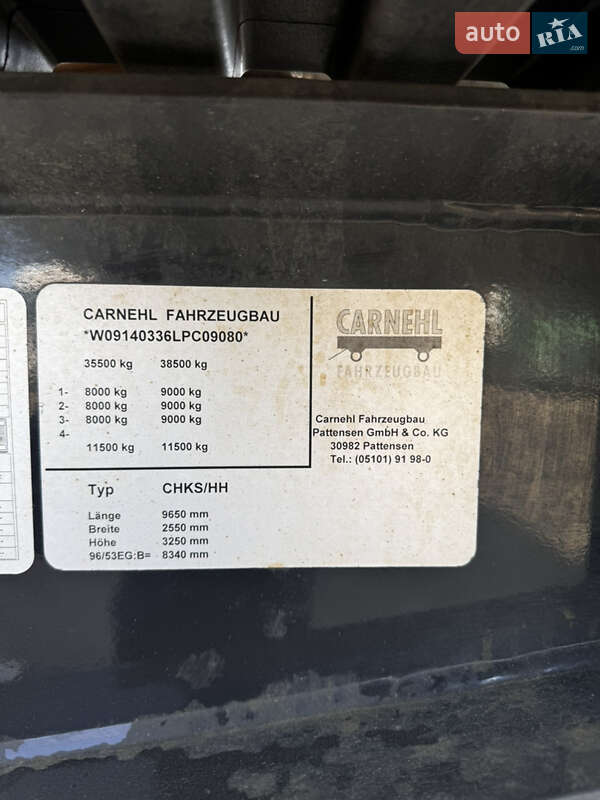 auto RIA.com
CARNEHL FAHRZEUGBAU
*W09140336LPC09080*
35500 kg 38500 kg
1- 8000 kg 9000 kg
2- 8000 kg 9000 kg
3- 8000 kg 9000 kg
4-
11500 kg 11500 kg
Typ CHKS/HH
Länge 9650 mm
Breite 2550 mm
Höhe 3250 mm
96/53EG:B= 8340 mm
CARNEHL
FAHRZEUGBAU
Carnehl Fahrzeugbau
Pattensen GmbH & Co. KG
30982 Pattensen
Tel.: (05101) 91 98-0